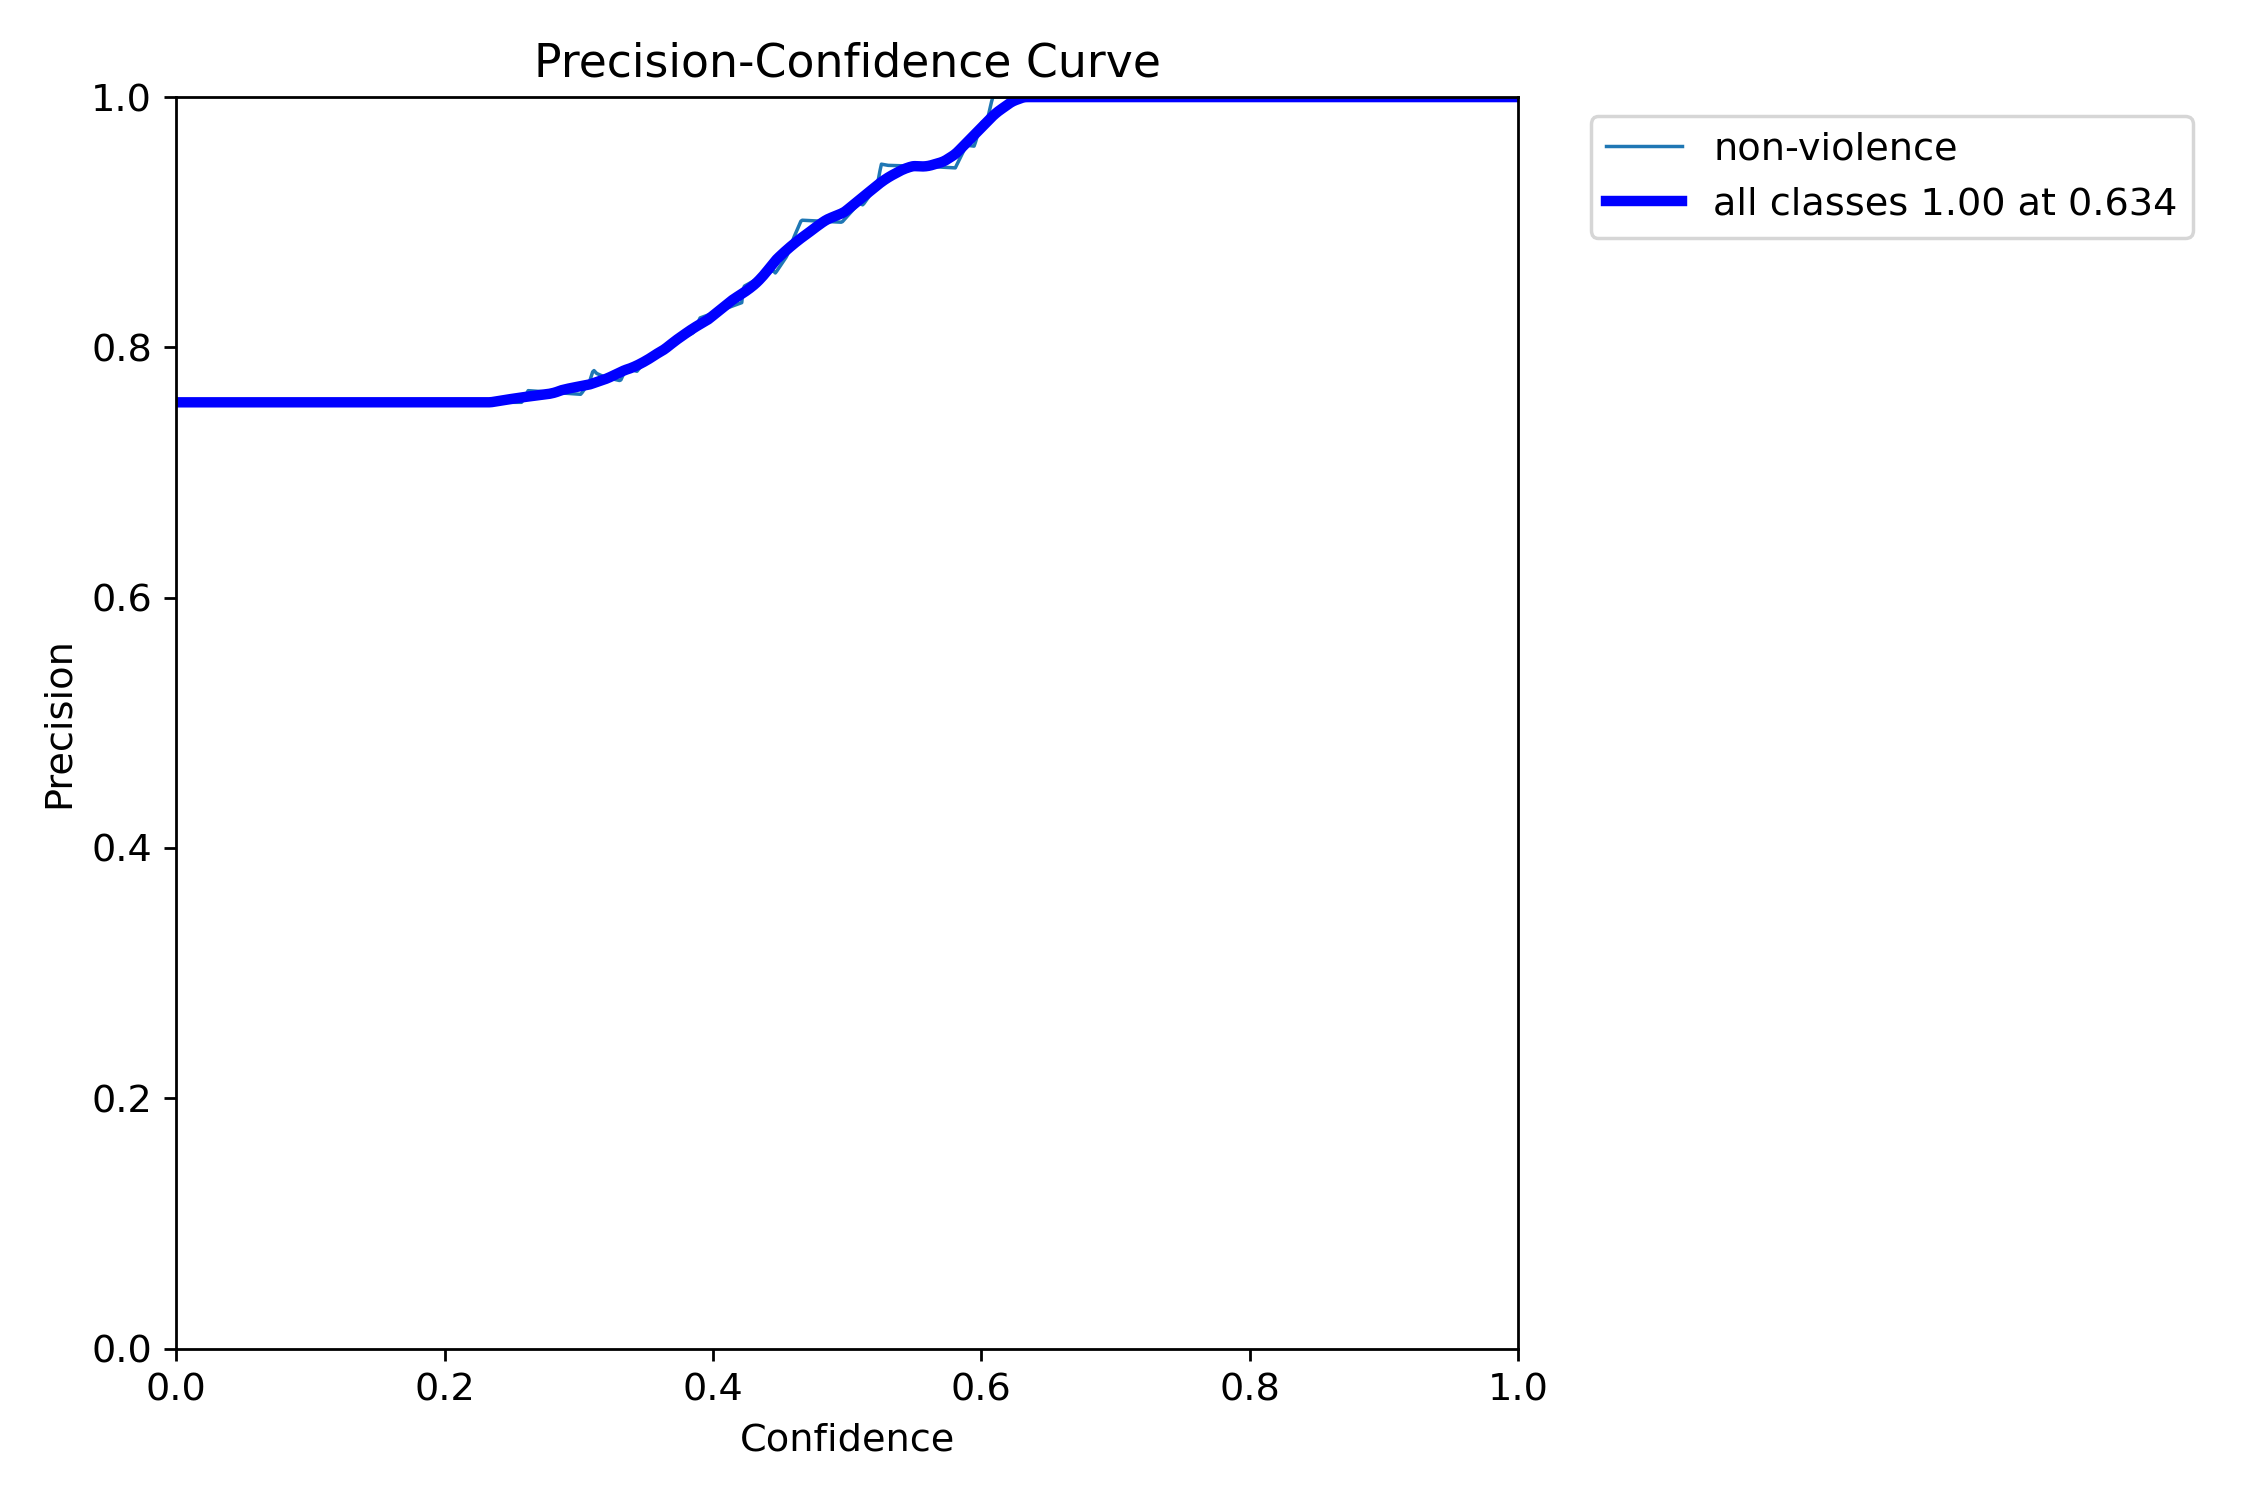 Precision-Confidence Curve
non-violence
all classes 1.00 at 0.634
1.0
0.8
0.6
0.4
0.2
0.0
Precision
0.0 0.2 0.4 0.6 0.8 1.0
Confidence